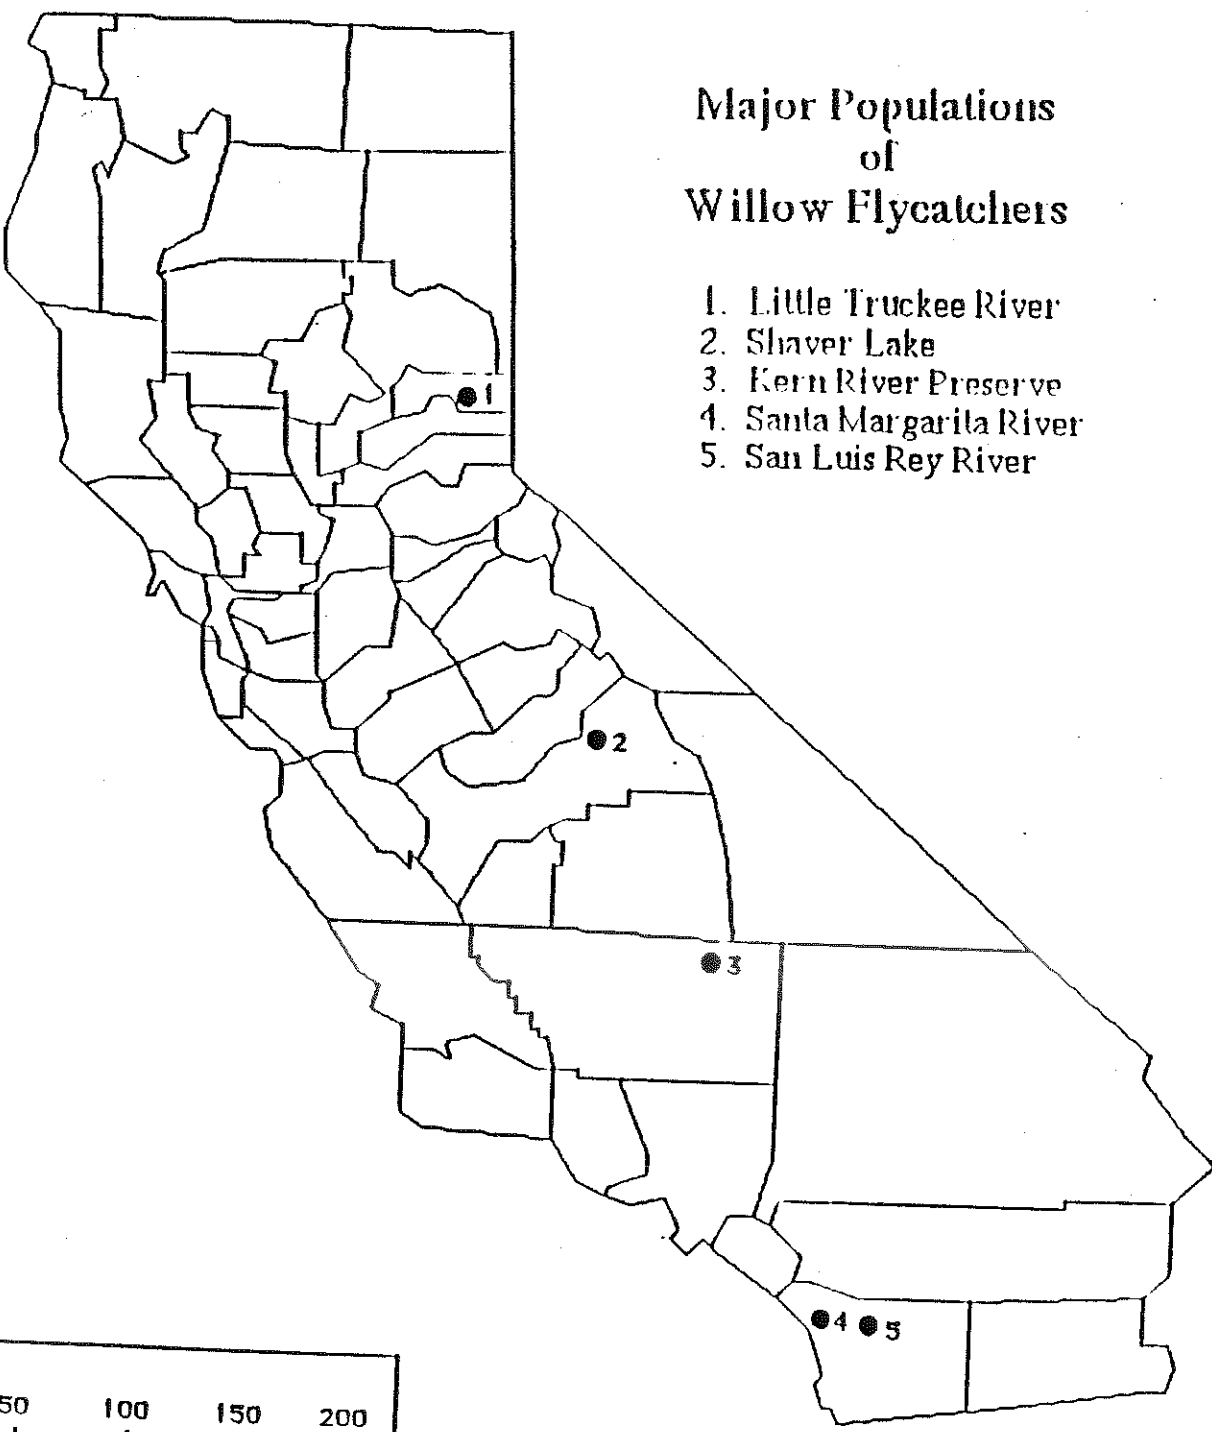 Major Populations
of
Willow Flycatchers
1. Little Truckee River
2. Shaver Lake
3. Kern River Preserve
4. Santa Margarita River
5. San Luis Rey River
1
2
3
4
5
50 100 150 200